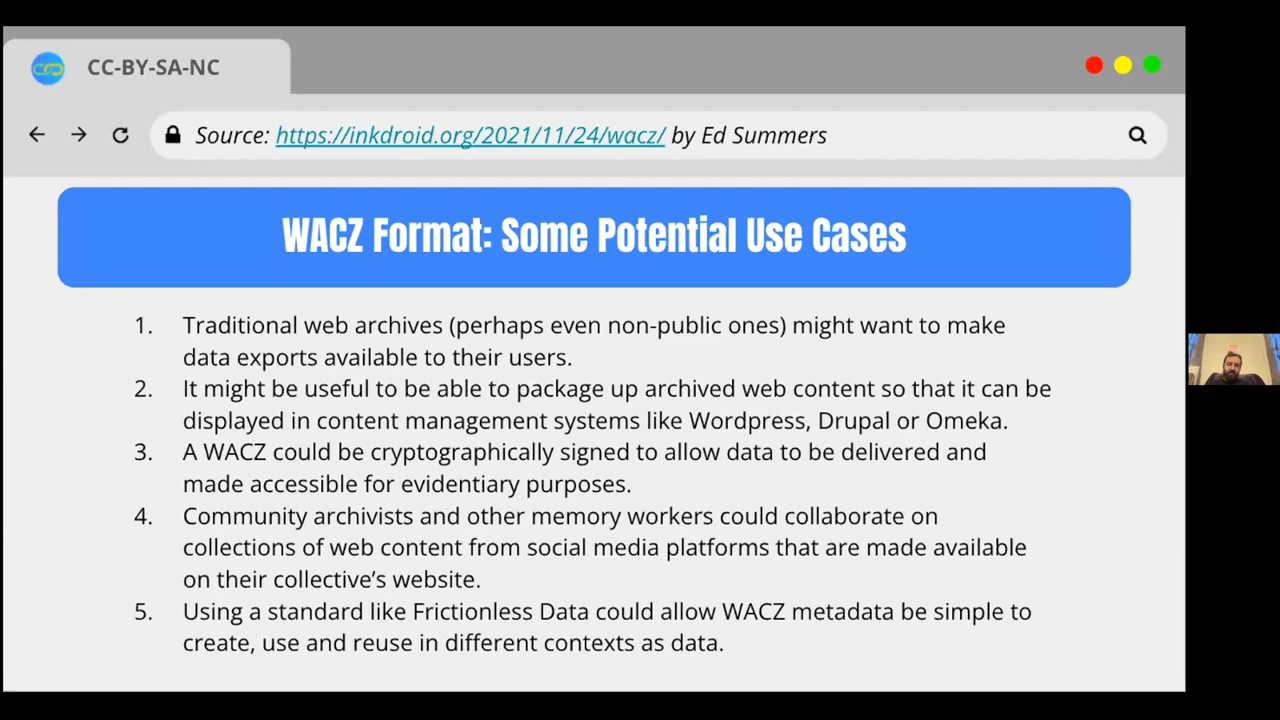 CC-BY-SA-NC
Source: https://inkdroid.org/2021/11/24/wacz/ by Ed Summers
WACZ Format: Some Potential Use Cases
1. Traditional web archives (perhaps even non-public ones) might want to make
data exports available to their users.
2. It might be useful to be able to package up archived web content so that it can be
displayed in content management systems like Wordpress, Drupal or Omeka.
3. A WACZ could be cryptographically signed to allow data to be delivered and
made accessible for evidentiary purposes.
4. Community archivists and other memory workers could collaborate on
collections of web content from social media platforms that are made available
on their collective’s website.
5. Using a standard like Frictionless Data could allow WACZ metadata be simple to
create, use and reuse in different contexts as data.